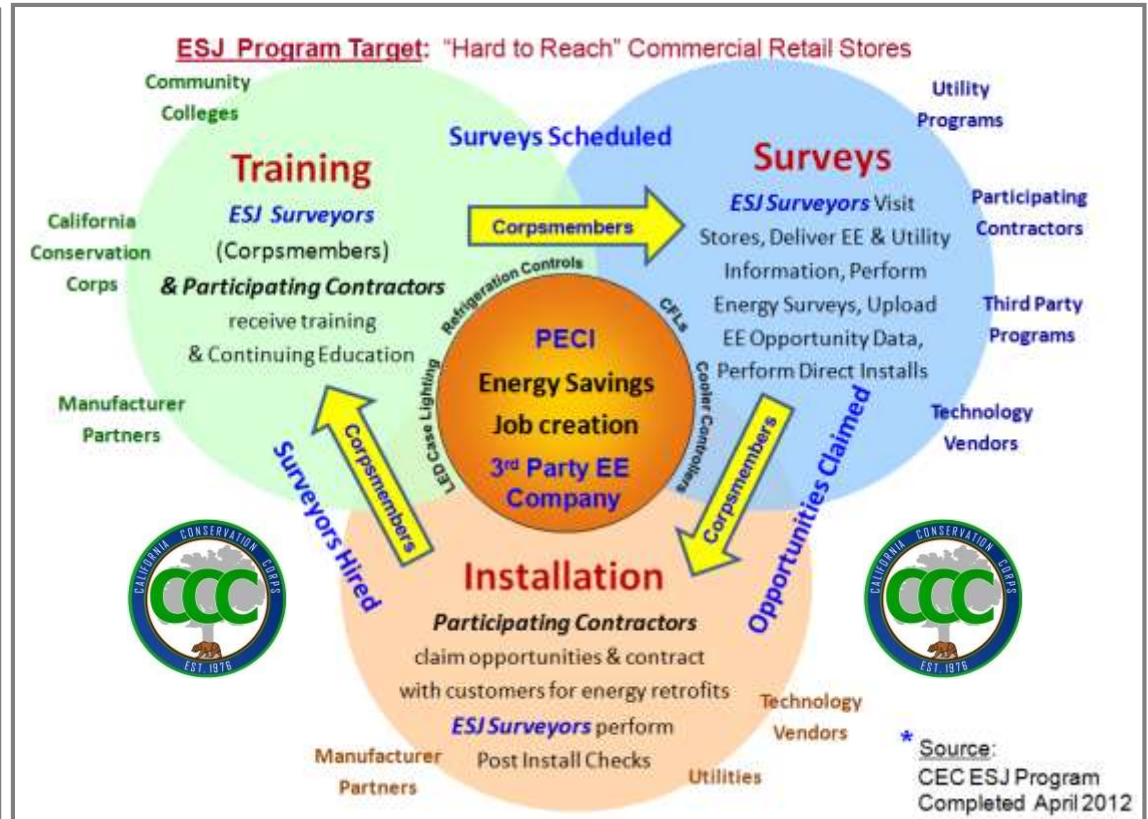 ESJ Program Target: "Hard to Reach" Commercial Retail Stores
Community
Colleges
California
Conservation
Corps
Manufacturer
Partners
Training
ESJ Surveyors
(Corpsmembers)
& Participating Contractors
receive training
& Continuing Education
Surveys Scheduled
Corpsmembers
Surveys
ESJ Surveyors Visit
Stores, Deliver EE & Utility
Information, Perform
Energy Surveys, Upload
EE Opportunity Data,
Perform Direct Installs
Utility
Programs
Participating
Contractors
Third Party
Programs
Technology
Vendors
Refrigeration Controls
CFLs
LED Case Lighting
Cooler Controllers
PECI
Energy Savings
Job creation
3rd Party EE
Company
Corpsmembers
Surveyors Hired
Corpsmembers
Opportunities Claimed
CALIFORNIA CONSERVATION CORPS
CCC
EST. 1976
CALIFORNIA CONSERVATION CORPS
CCC
EST. 1976
Installation
Participating Contractors
claim opportunities & contract
with customers for energy retrofits
ESJ Surveyors perform
Post Install Checks
Manufacturer
Partners
Utilities
Technology
Vendors
* Source:
CEC ESJ Program
Completed April 2012